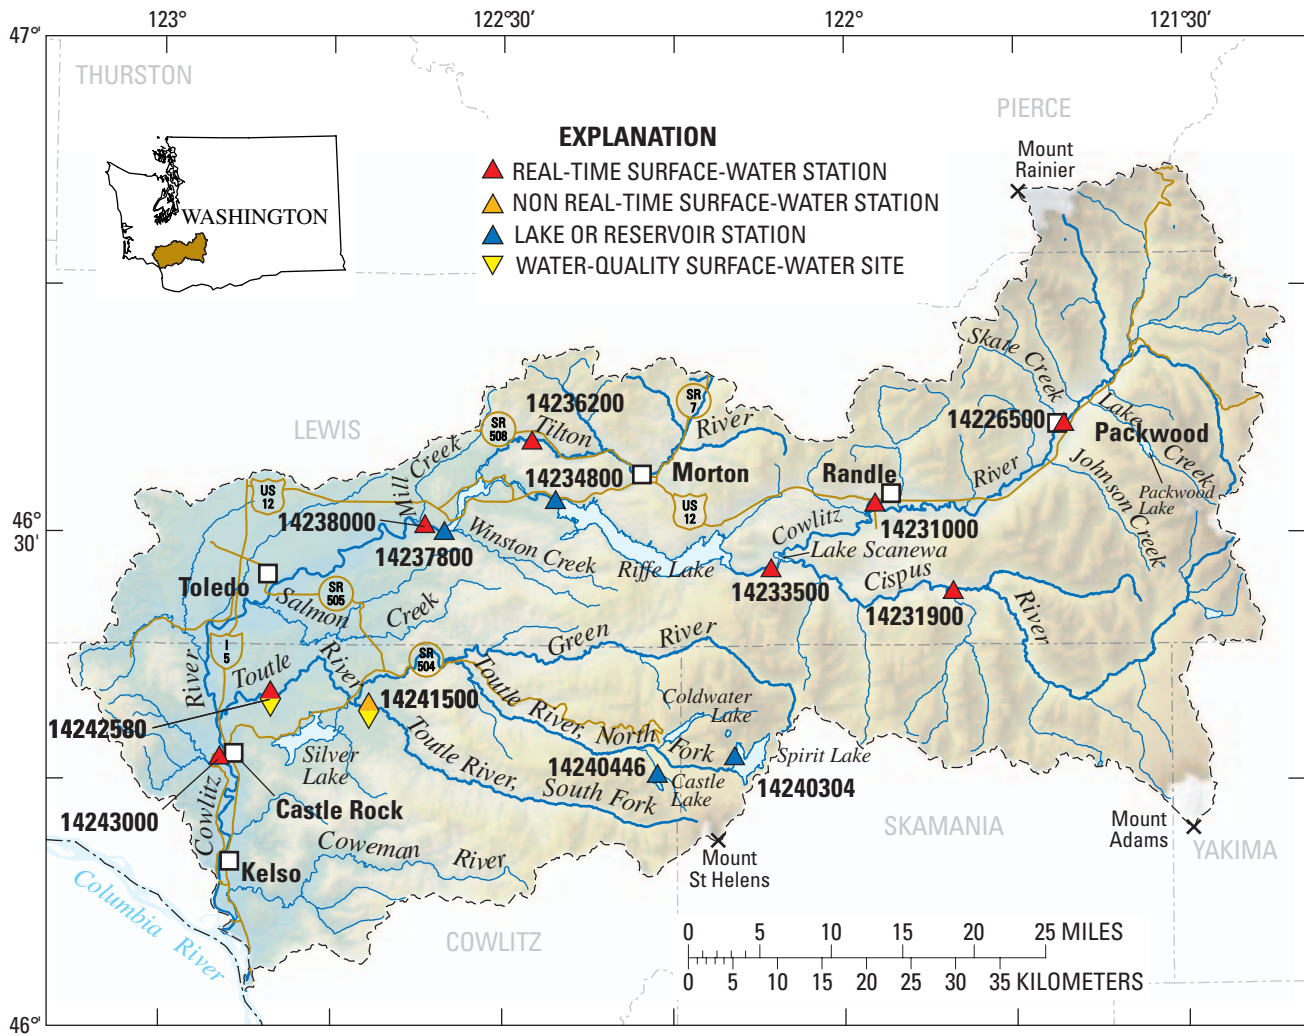 123°
122°30'
122°
121°30'
47°
THURSTON
PIERCE
EXPLANATION
REAL-TIME SURFACE-WATER STATION
NON REAL-TIME SURFACE-WATER STATION
LAKE OR RESERVOIR STATION
WATER-QUALITY SURFACE-WATER SITE
WASHINGTON
Mount
Rainier
Skate Creek
14226500
Packwood
Lake Creek
Packwood
Lake
Johnson Creek
LEWIS
SR
508
14236200
Tilton
River
SR
7
Mill Creek
14234800
Morton
Randle
River
US
12
US
12
14238000
14237800
Winston Creek
Riffe Lake
Cowlitz
Lake Scanewa
14231000
14233500
Cispus
River
14231900
46°
30'
Toledo
SR
505
Salmon
Creek
I
5
River
Toutle
River
SR
504
Green
River
14241500
14242580
Toutle River,
North
Fork
Coldwater
Lake
Spirit Lake
Silver
Lake
Toutle River,
South Fork
14240446
Castle
Lake
14240304
14243000
Cowlitz
Castle Rock
Coweman
River
Kelso
Mount
St Helens
SKAMANIA
Mount
Adams
YAKIMA
Columbia River
COWLITZ
0 5 10 15 20 25 MILES
0 5 10 15 20 25 30 35 KILOMETERS
46°